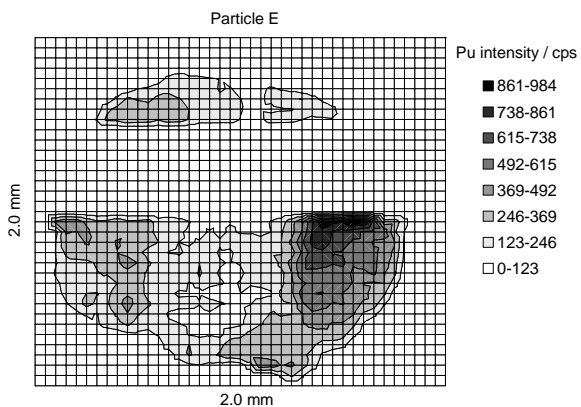 Particle E
Pu intensity / cps
861-984
738-861
615-738
492-615
369-492
246-369
123-246
0-123
2.0 mm
2.0 mm